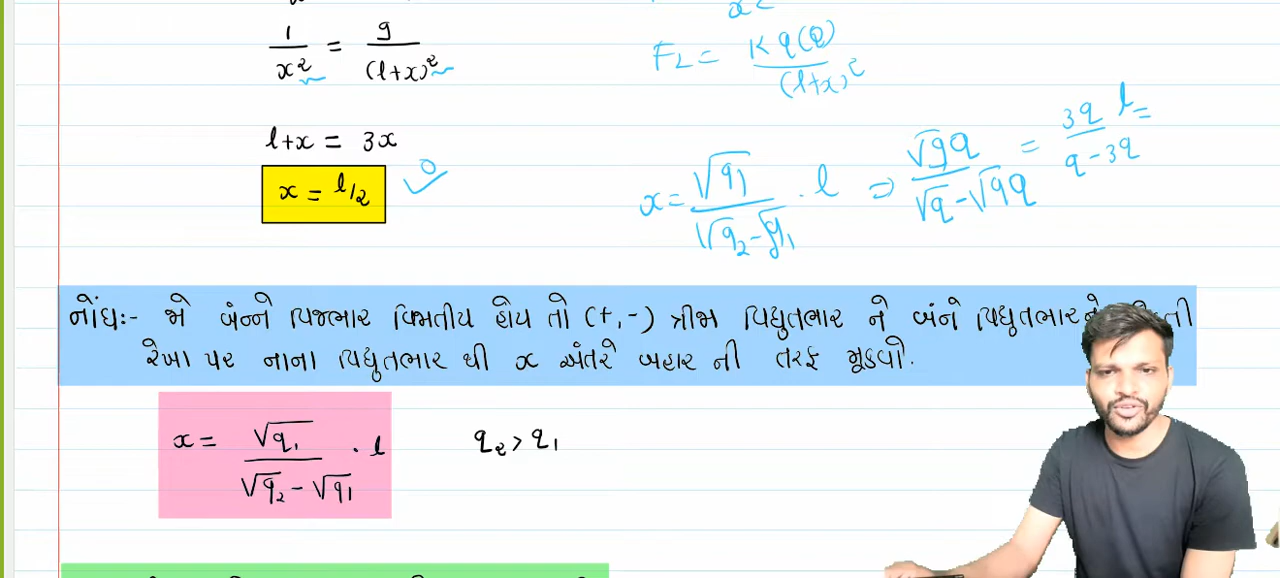 1/x² = 9/(l+x)²
l+x = 3x
x = l/2
F₂ = K q(Q)/(l+x)²
x = √q₁/(√q₂-√q₁) . l ⇒ √9q/(√q-√9q) = 3q/(q-3q) l =
નોંધઃ- જો બંન્ને વિજભાર વિજાતીય હોય તો (+,-) ત્રીજા વિદ્યુતભાર ને બંને વિદ્યુતભારને
રેખા પર નાના વિદ્યુતભાર થી x અંતરે બહાર ની તરફ મૂકવો.
x = √q₁/(√q₂-√q₁) . l q₂>q₁